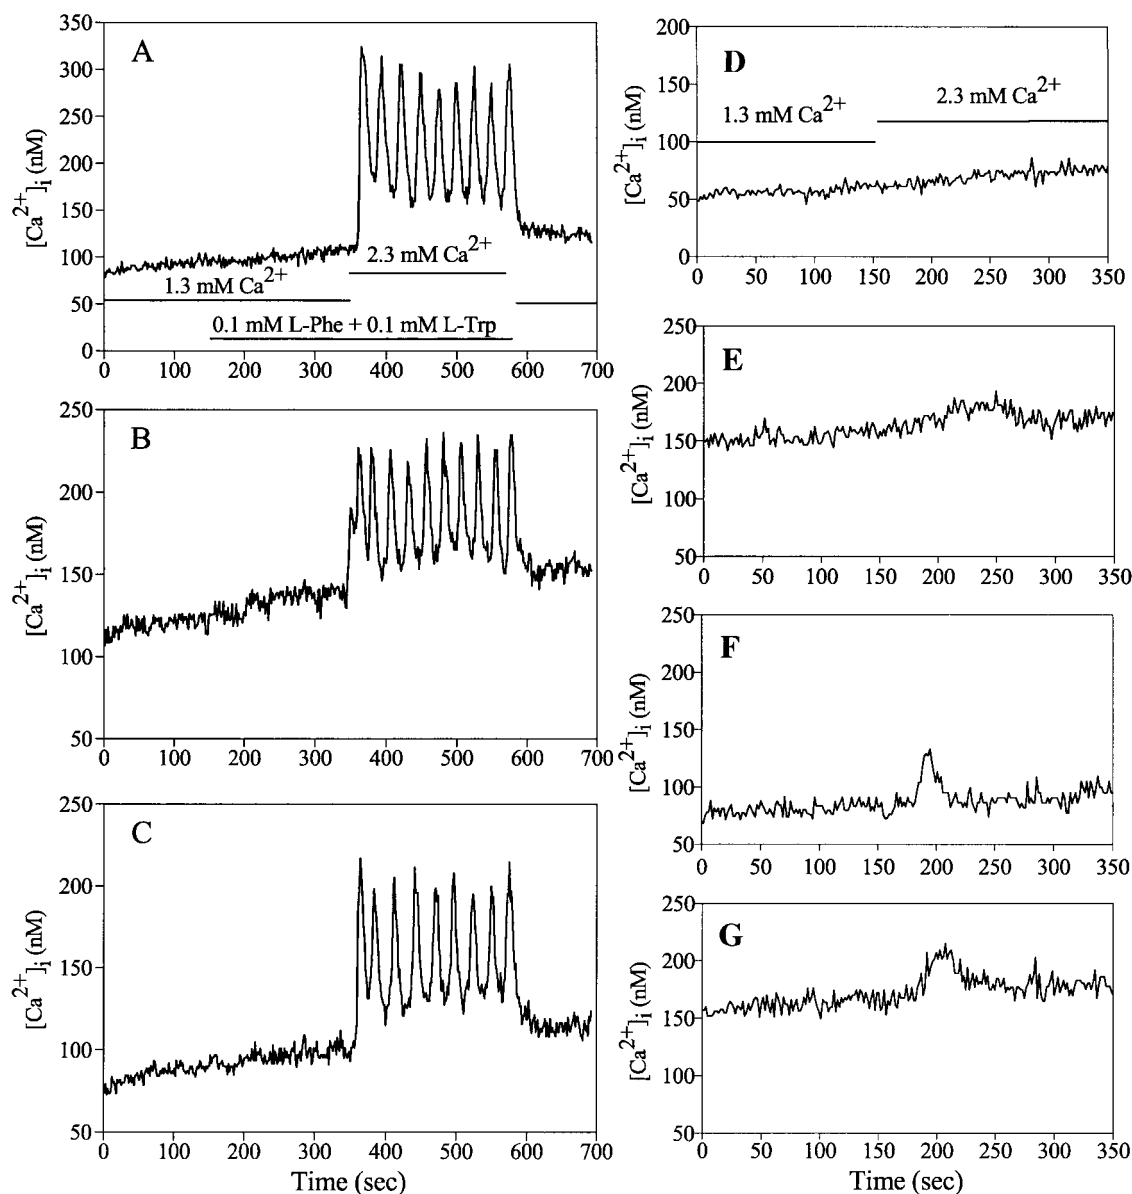 A
[Ca2+]i (nM)
350
300
250
200
150
100
50
0
2.3 mM Ca2+
1.3 mM Ca2+
0.1 mM L-Phe + 0.1 mM L-Trp
0 100 200 300 400 500 600 700
B
[Ca2+]i (nM)
250
200
150
100
50
0 100 200 300 400 500 600 700
C
[Ca2+]i (nM)
250
200
150
100
50
0 100 200 300 400 500 600 700
Time (sec)
D
[Ca2+]i (nM)
200
150
100
50
0
2.3 mM Ca2+
1.3 mM Ca2+
0 50 100 150 200 250 300 350
E
[Ca2+]i (nM)
250
200
150
100
50
0 50 100 150 200 250 300 350
F
[Ca2+]i (nM)
250
200
150
100
50
0 50 100 150 200 250 300 350
G
[Ca2+]i (nM)
250
200
150
100
50
0 50 100 150 200 250 300 350
Time (sec)